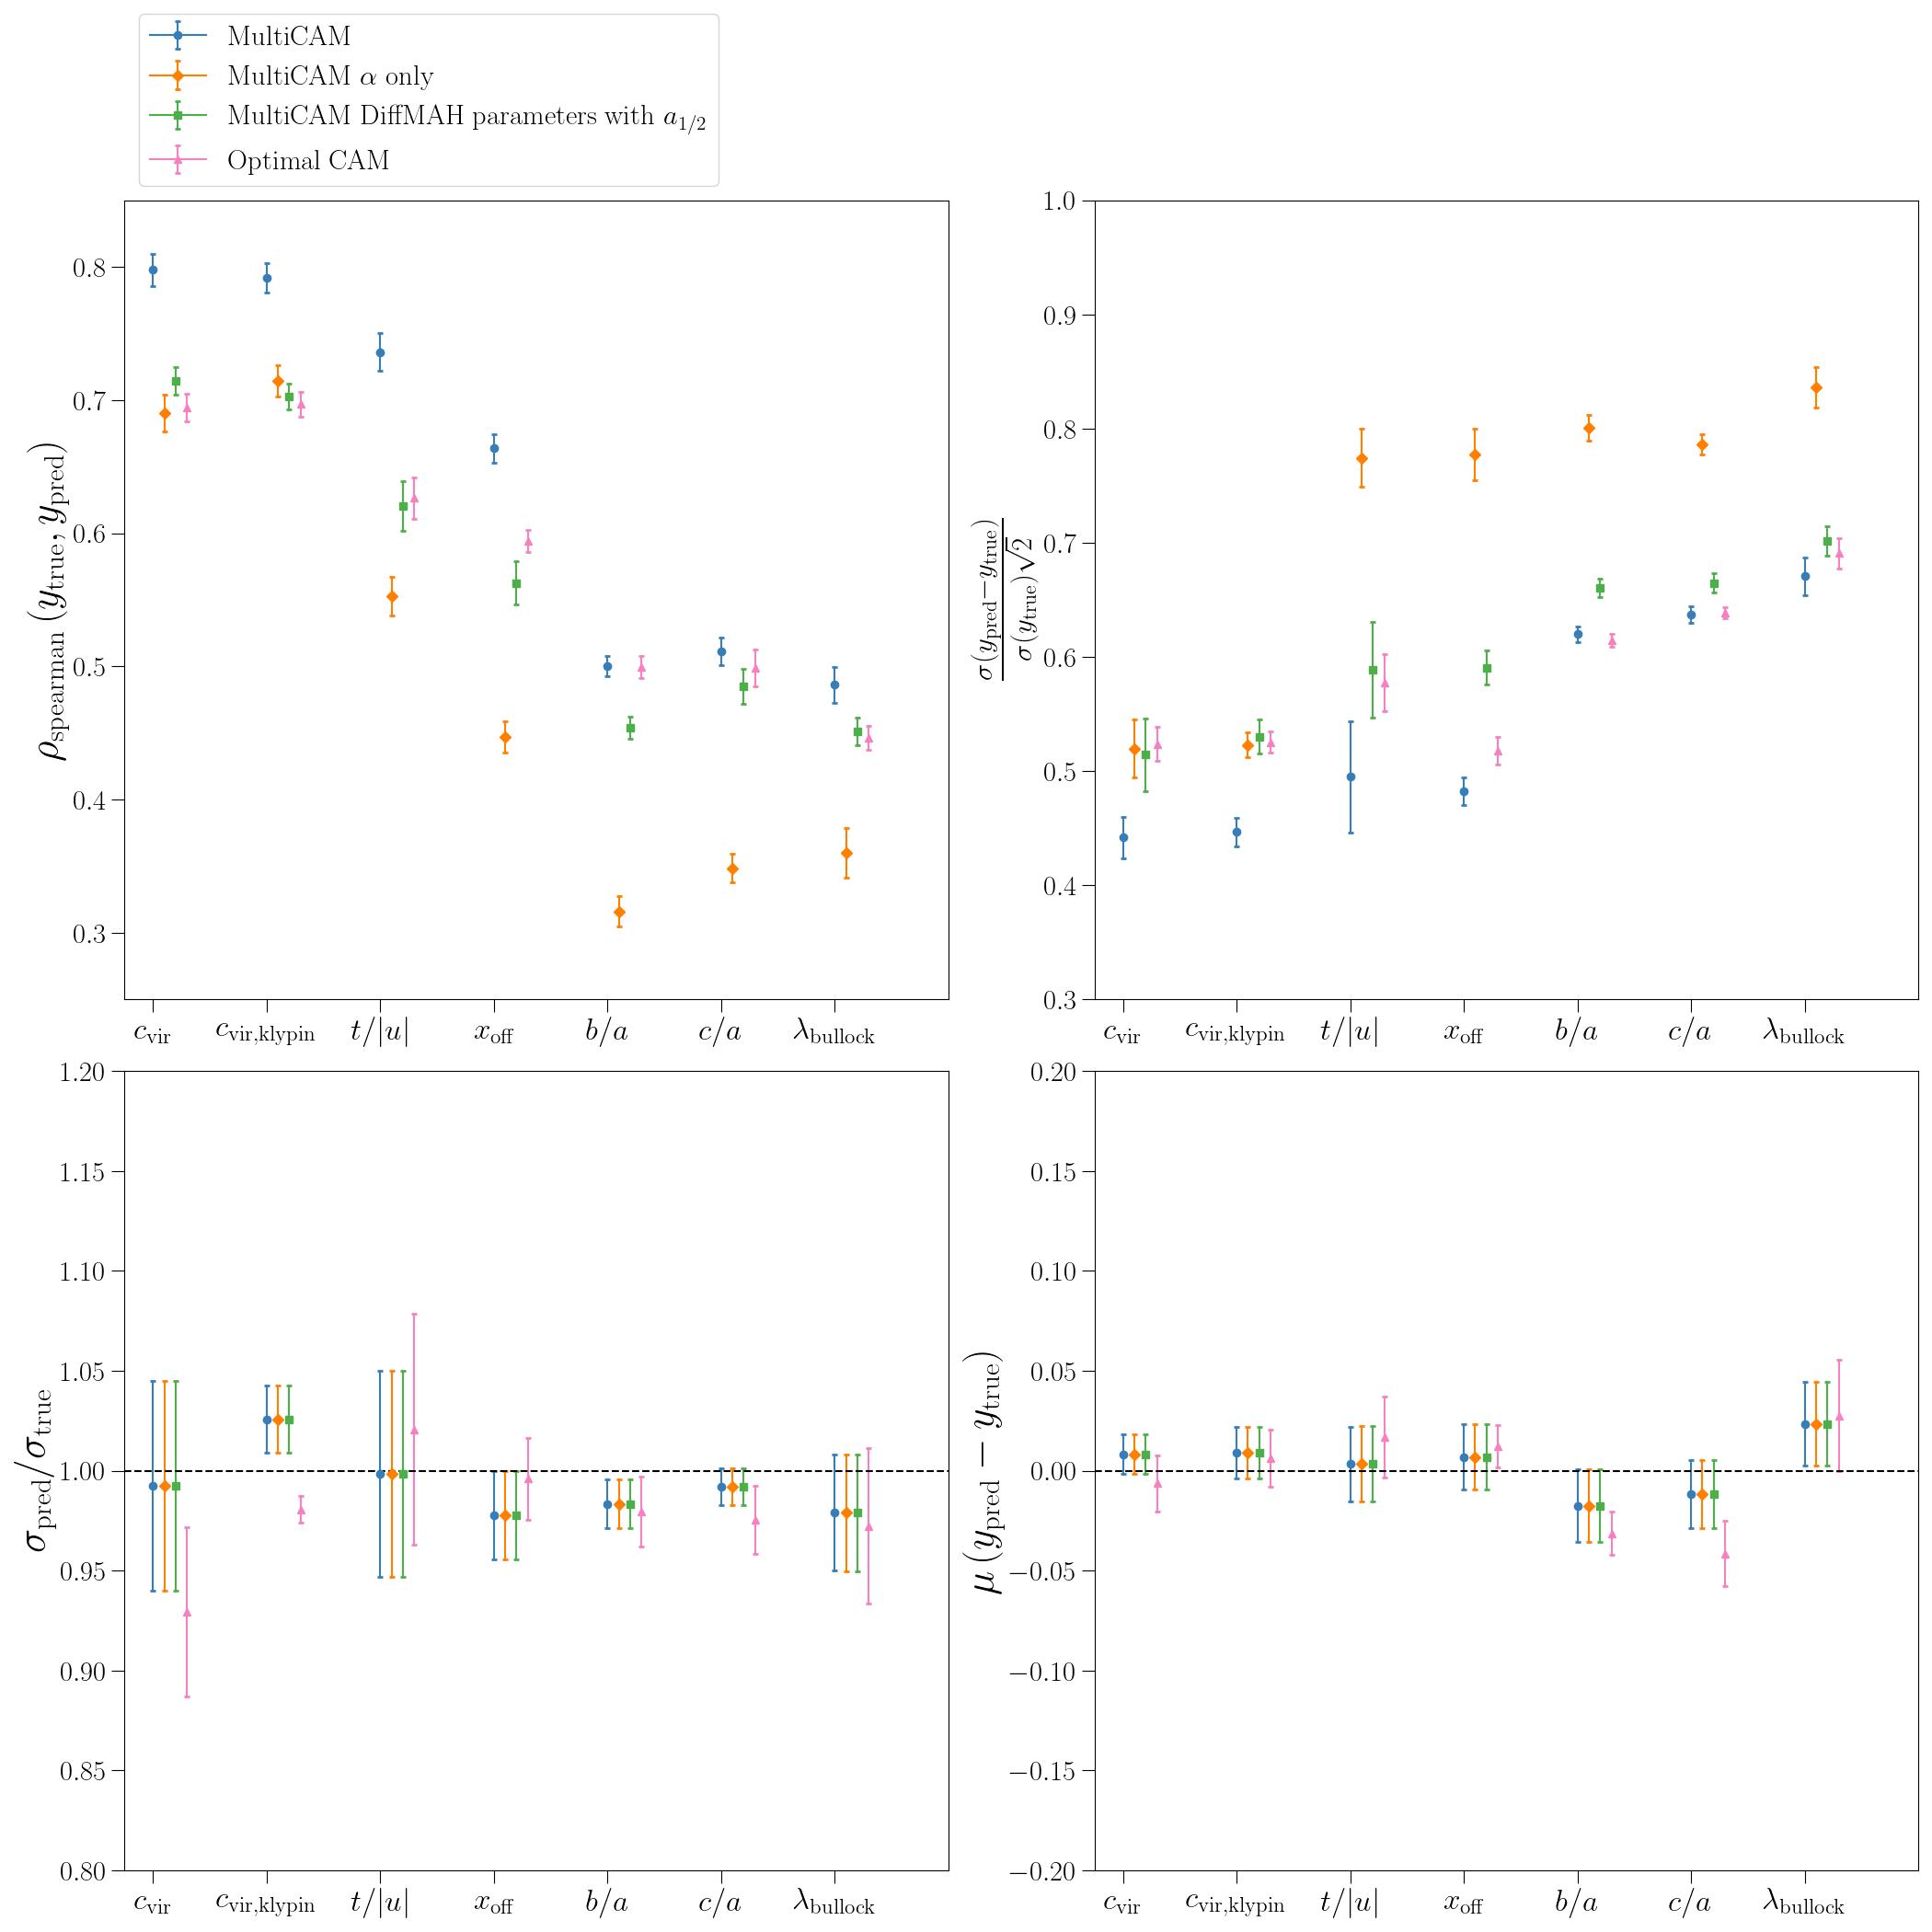 MultiCAM
MultiCAM α only
MultiCAM DiffMAH parameters with a_{1/2}
Optimal CAM
ρ_spearman (y_true, y_pred)
0.8
0.7
0.6
0.5
0.4
0.3
c_vir c_vir,klypin t/|u| x_off b/a c/a λ_bullock
σ(y_pred−y_true)
σ(y_true)√2
1.0
0.9
0.8
0.7
0.6
0.5
0.4
0.3
c_vir c_vir,klypin t/|u| x_off b/a c/a λ_bullock
σ_pred/σ_true
1.20
1.15
1.10
1.05
1.00
0.95
0.90
0.85
0.80
c_vir c_vir,klypin t/|u| x_off b/a c/a λ_bullock
μ (y_pred − y_true)
0.20
0.15
0.10
0.05
0.00
−0.05
−0.10
−0.15
−0.20
c_vir c_vir,klypin t/|u| x_off b/a c/a λ_bullock